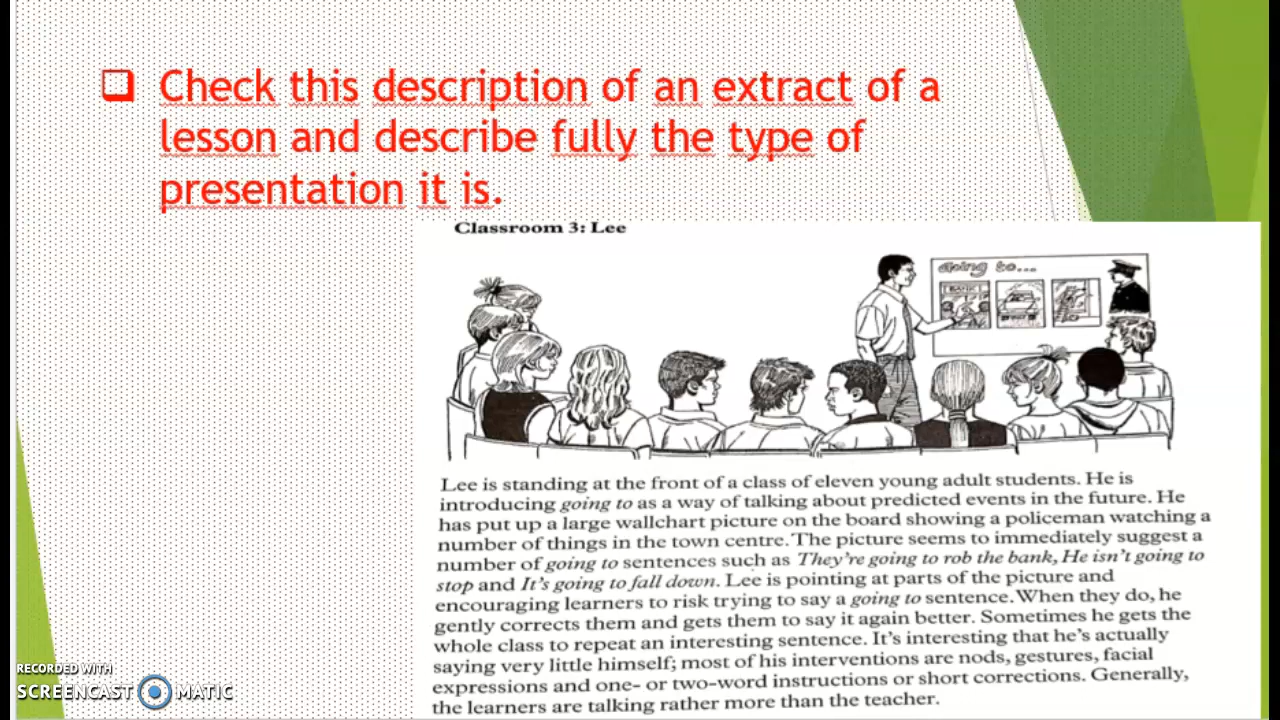 ❑ Check this description of an extract of a
lesson and describe fully the type of
presentation it is.
Classroom 3: Lee
Going to...
BANK
Lee is standing at the front of a class of eleven young adult students. He is
introducing going to as a way of talking about predicted events in the future. He
has put up a large wallchart picture on the board showing a policeman watching a
number of things in the town centre. The picture seems to immediately suggest a
number of going to sentences such as They're going to rob the bank, He isn't going to
stop and It's going to fall down. Lee is pointing at parts of the picture and
encouraging learners to risk trying to say a going to sentence. When they do, he
gently corrects them and gets them to say it again better. Sometimes he gets the
whole class to repeat an interesting sentence. It's interesting that he's actually
saying very little himself; most of his interventions are nods, gestures, facial
expressions and one- or two-word instructions or short corrections. Generally,
the learners are talking rather more than the teacher.
RECORDED WITH
SCREENCAST MATIC